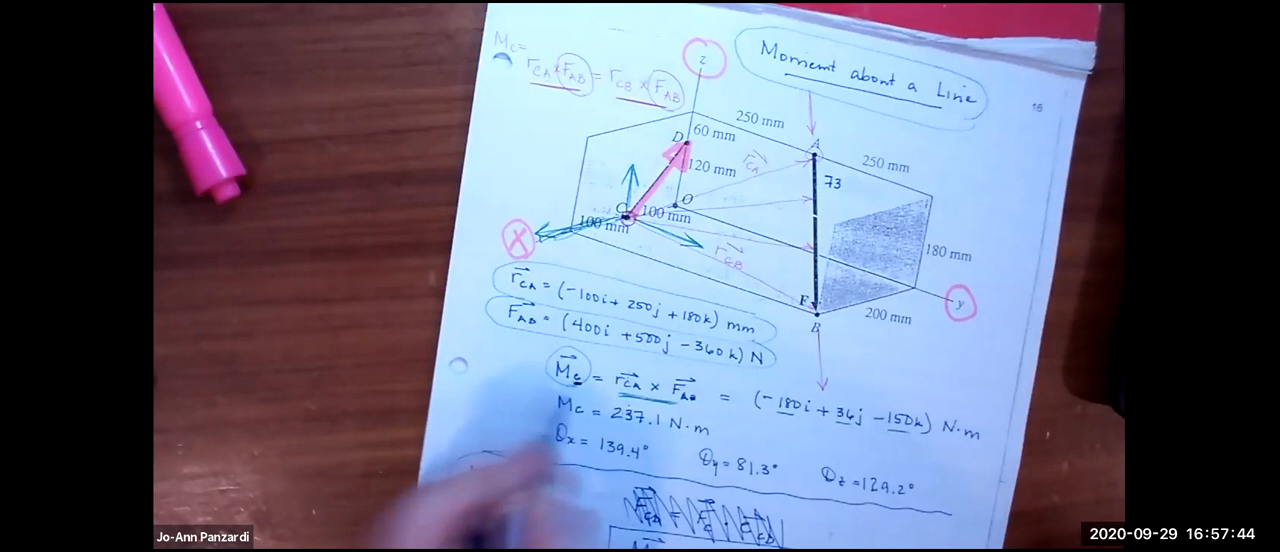 Moment about a Line
16
Mc =
rCA × FAB = rCB × FAB
z
250 mm
60 mm
D
A
rCA
250 mm
120 mm
73
O
C
100 mm
100 mm
X
rCB
180 mm
F
y
200 mm
B
rCA = (-100i + 250j + 180k) mm
FAB = (400i + 500j - 360k) N
Mc = rCA × FAB = (-180i + 36j - 150k) N·m
Mc = 237.1 N·m
θx = 139.4° θy = 81.3° θz = 129.2°
Jo-Ann Panzardi
2020-09-29 16:57:44